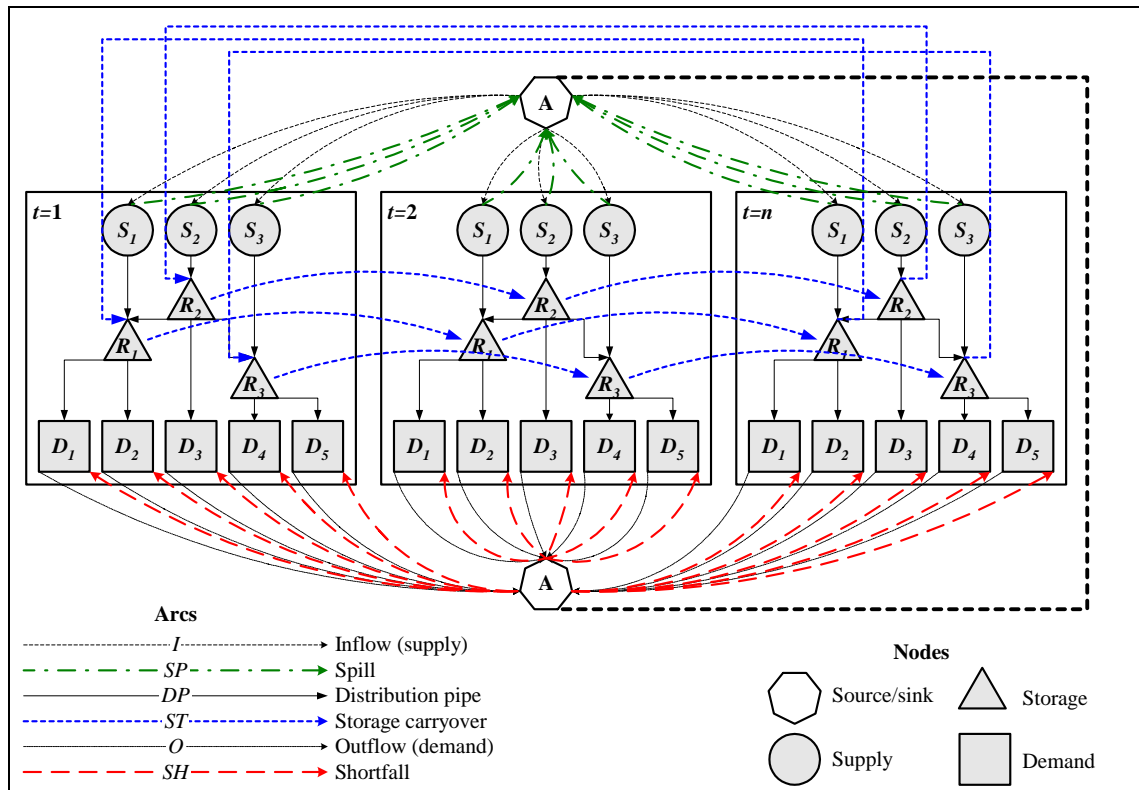 A
t=1
t=2
t=n
S1 S2 S3
S1 S2 S3
S1 S2 S3
R2
R1
R3
R2
R1
R3
R2
R1
R3
D1 D2 D3 D4 D5
D1 D2 D3 D4 D5
D1 D2 D3 D4 D5
A
Arcs
I Inflow (supply)
SP Spill
DP Distribution pipe
ST Storage carryover
O Outflow (demand)
SH Shortfall
Nodes
Source/sink
Storage
Supply
Demand